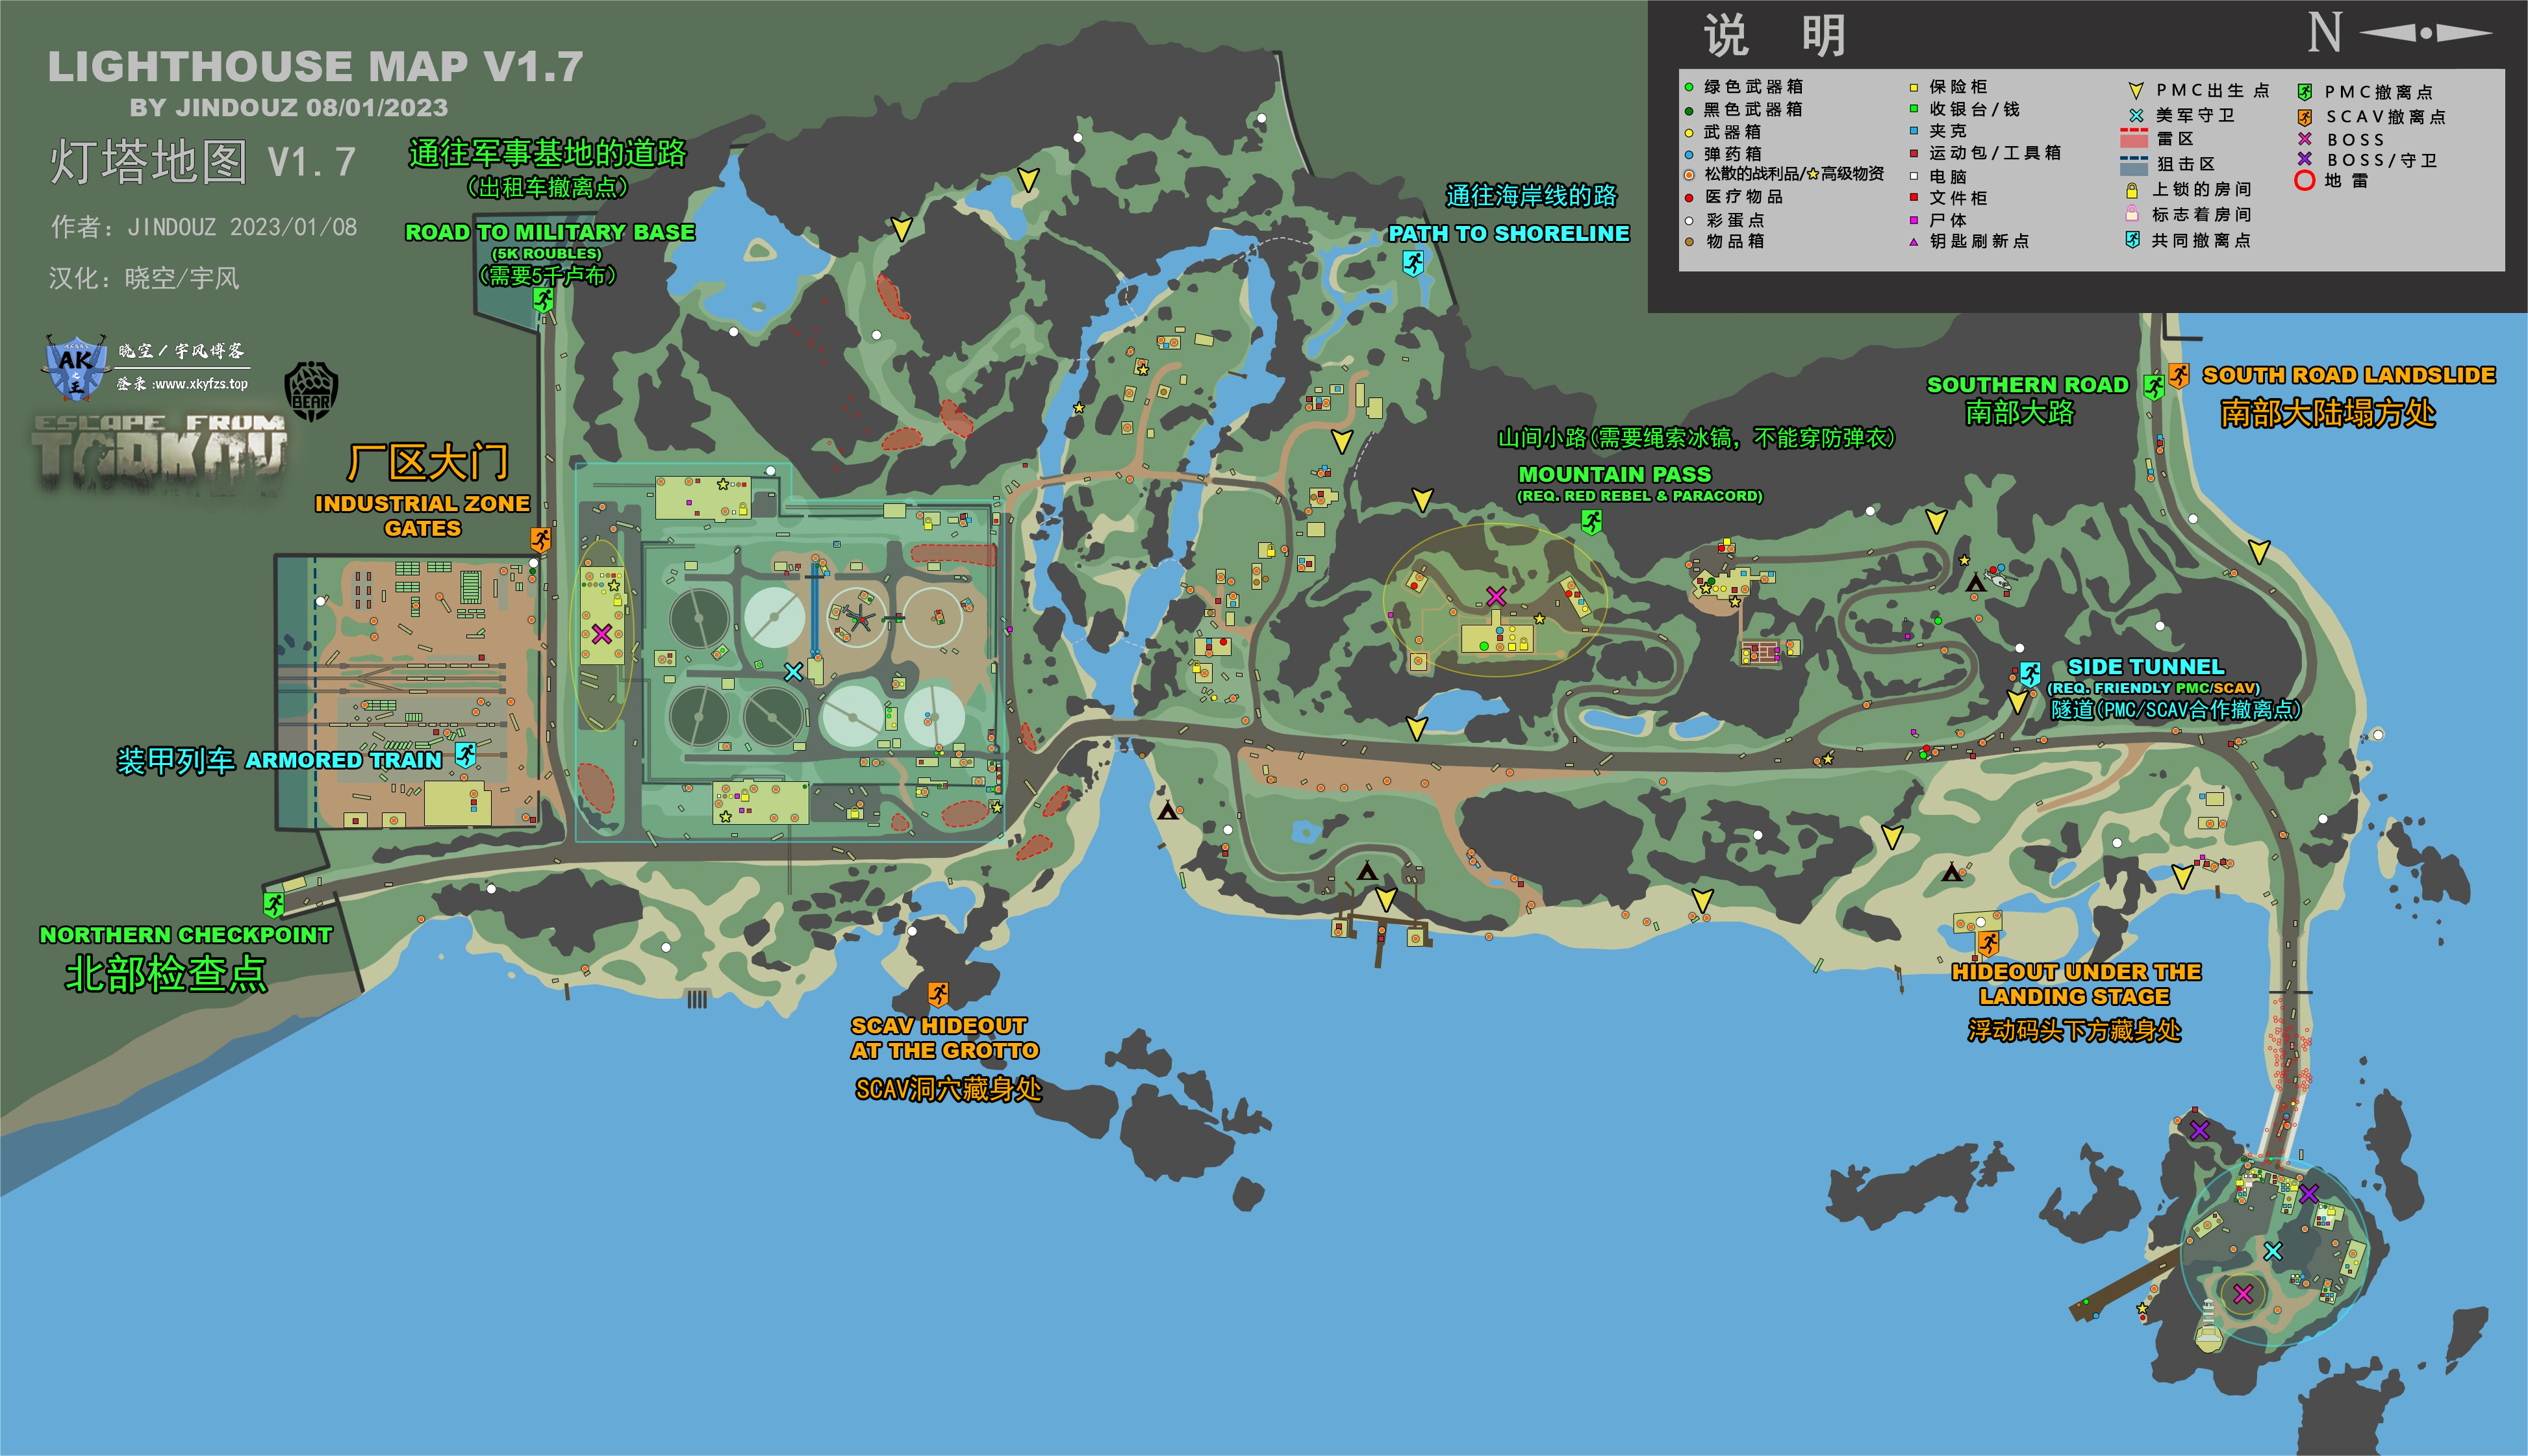 LIGHTHOUSE MAP V1.7
BY JINDOUZ 08/01/2023
灯塔地图 V1.7
作者：JINDOUZ 2023/01/08
汉化：晓空/宇风
AK
之
王
晓空/宇风博客
登录:www.xkyfzs.top
BEAR
ESCAPE FROM
TARKOV
通往军事基地的道路
（出租车撤离点）
ROAD TO MILITARY BASE
(5K ROUBLES)
（需要5千卢布）
厂区大门
INDUSTRIAL ZONE
GATES
装甲列车 ARMORED TRAIN
NORTHERN CHECKPOINT
北部检查点
SCAV HIDEOUT
AT THE GROTTO
SCAV洞穴藏身处
通往海岸线的路
PATH TO SHORELINE
山间小路(需要绳索冰镐，不能穿防弹衣)
MOUNTAIN PASS
(REQ. RED REBEL & PARACORD)
SOUTHERN ROAD
南部大路
SOUTH ROAD LANDSLIDE
南部大陆塌方处
SIDE TUNNEL
(REQ. FRIENDLY PMC/SCAV)
隧道(PMC/SCAV合作撤离点)
HIDEOUT UNDER THE
LANDING STAGE
浮动码头下方藏身处
说 明
N
绿色武器箱
黑色武器箱
武器箱
弹药箱
松散的战利品/高级物资
医疗物品
彩蛋点
物品箱
保险柜
收银台/钱
夹克
运动包/工具箱
电脑
文件柜
尸体
钥匙刷新点
PMC出生点
美军守卫
雷区
狙击区
上锁的房间
标志着房间
共同撤离点
PMC撤离点
SCAV撤离点
BOSS
BOSS/守卫
地雷